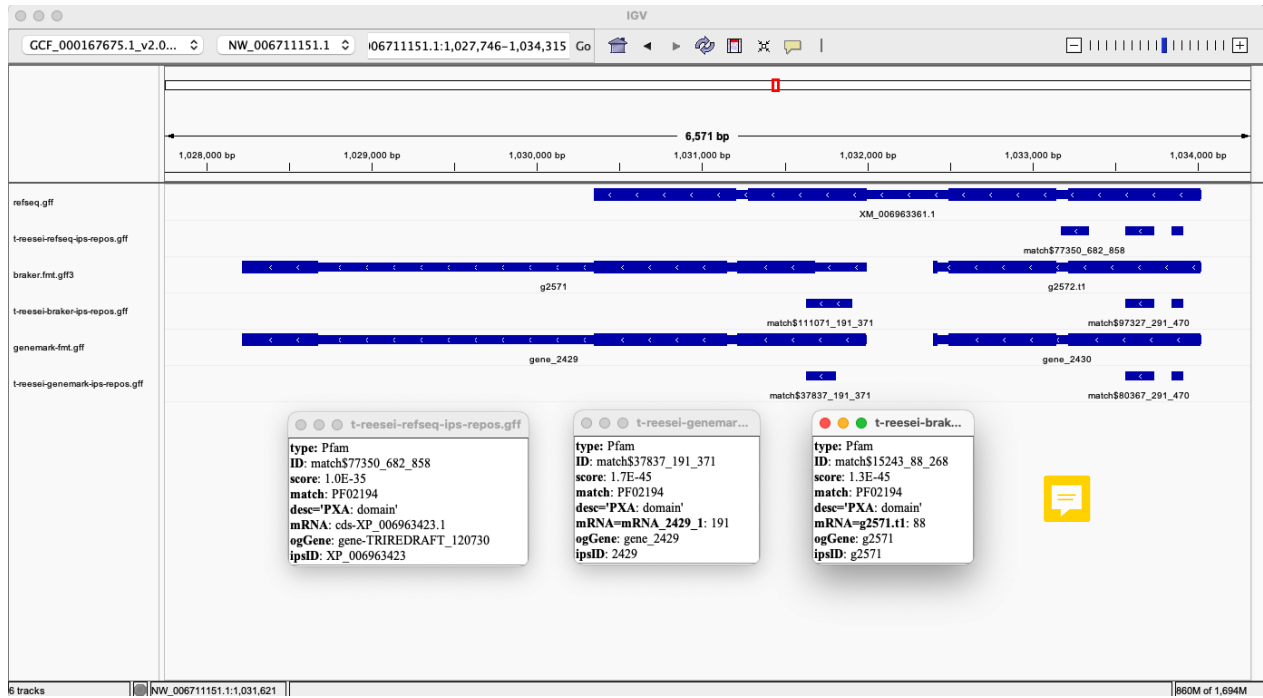 IGV
GCF_000167675.1_v2.0... NW_006711151.1 )06711151.1:1,027,746-1,034,315 Go
6,571 bp
1,028,000 bp 1,029,000 bp 1,030,000 bp 1,031,000 bp 1,032,000 bp 1,033,000 bp 1,034,000 bp
refseq.gff
XM_006963361.1
t-reesei-refseq-ips-repos.gff
match$77350_682_858
braker.fmt.gff3
g2571 g2572.t1
t-reesei-braker-ips-repos.gff
match$111071_191_371 match$97327_291_470
genemark-fmt.gff
gene_2429 gene_2430
t-reesei-genemark-ips-repos.gff
match$37837_191_371 match$80367_291_470
t-reesei-refseq-ips-repos.gff
type: Pfam
ID: match$77350_682_858
score: 1.0E-35
match: PF02194
desc='PXA: domain'
mRNA: cds-XP_006963423.1
ogGene: gene-TRIREDRAFT_120730
ipsID: XP_006963423
t-reesei-genemar...
type: Pfam
ID: match$37837_191_371
score: 1.7E-45
match: PF02194
desc='PXA: domain'
mRNA=mRNA_2429_1: 191
ogGene: gene_2429
ipsID: 2429
t-reesei-brak...
type: Pfam
ID: match$15243_88_268
score: 1.3E-45
match: PF02194
desc='PXA: domain'
mRNA=g2571.t1: 88
ogGene: g2571
ipsID: g2571
6 tracks NW_006711151.1:1,031,621 860M of 1,694M